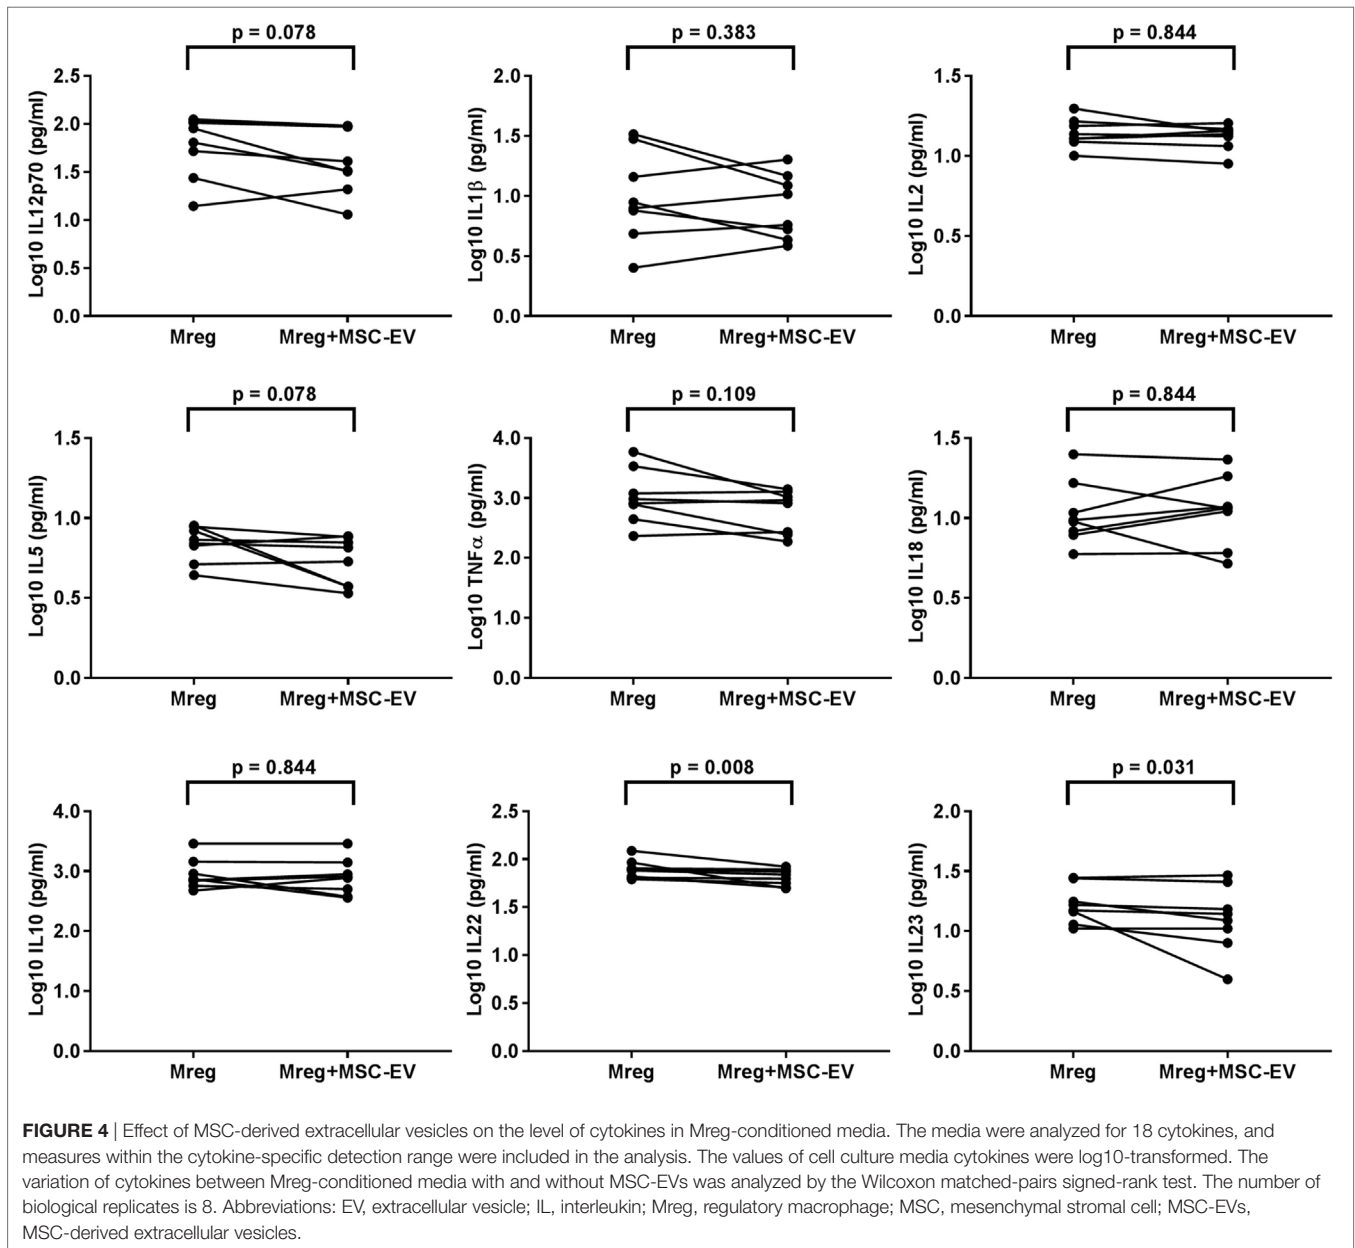 p = 0.078
Log10 IL12p70 (pg/ml)
2.5
2.0
1.5
1.0
0.5
0.0
Mreg Mreg+MSC-EV
p = 0.383
Log10 IL1β (pg/ml)
2.0
1.5
1.0
0.5
0.0
Mreg Mreg+MSC-EV
p = 0.844
Log10 IL2 (pg/ml)
1.5
1.0
0.5
0.0
Mreg Mreg+MSC-EV
p = 0.078
Log10 IL5 (pg/ml)
1.5
1.0
0.5
0.0
Mreg Mreg+MSC-EV
p = 0.109
Log10 TNFα (pg/ml)
4.0
3.0
2.0
1.0
0.0
Mreg Mreg+MSC-EV
p = 0.844
Log10 IL18 (pg/ml)
1.5
1.0
0.5
0.0
Mreg Mreg+MSC-EV
p = 0.844
Log10 IL10 (pg/ml)
4.0
3.0
2.0
1.0
0.0
Mreg Mreg+MSC-EV
p = 0.008
Log10 IL22 (pg/ml)
2.5
2.0
1.5
1.0
0.5
0.0
Mreg Mreg+MSC-EV
p = 0.031
Log10 IL23 (pg/ml)
2.0
1.5
1.0
0.5
0.0
Mreg Mreg+MSC-EV
FIGURE 4 | Effect of MSC-derived extracellular vesicles on the level of cytokines in Mreg-conditioned media. The media were analyzed for 18 cytokines, and
measures within the cytokine-specific detection range were included in the analysis. The values of cell culture media cytokines were log10-transformed. The
variation of cytokines between Mreg-conditioned media with and without MSC-EVs was analyzed by the Wilcoxon matched-pairs signed-rank test. The number of
biological replicates is 8. Abbreviations: EV, extracellular vesicle; IL, interleukin; Mreg, regulatory macrophage; MSC, mesenchymal stromal cell; MSC-EVs,
MSC-derived extracellular vesicles.